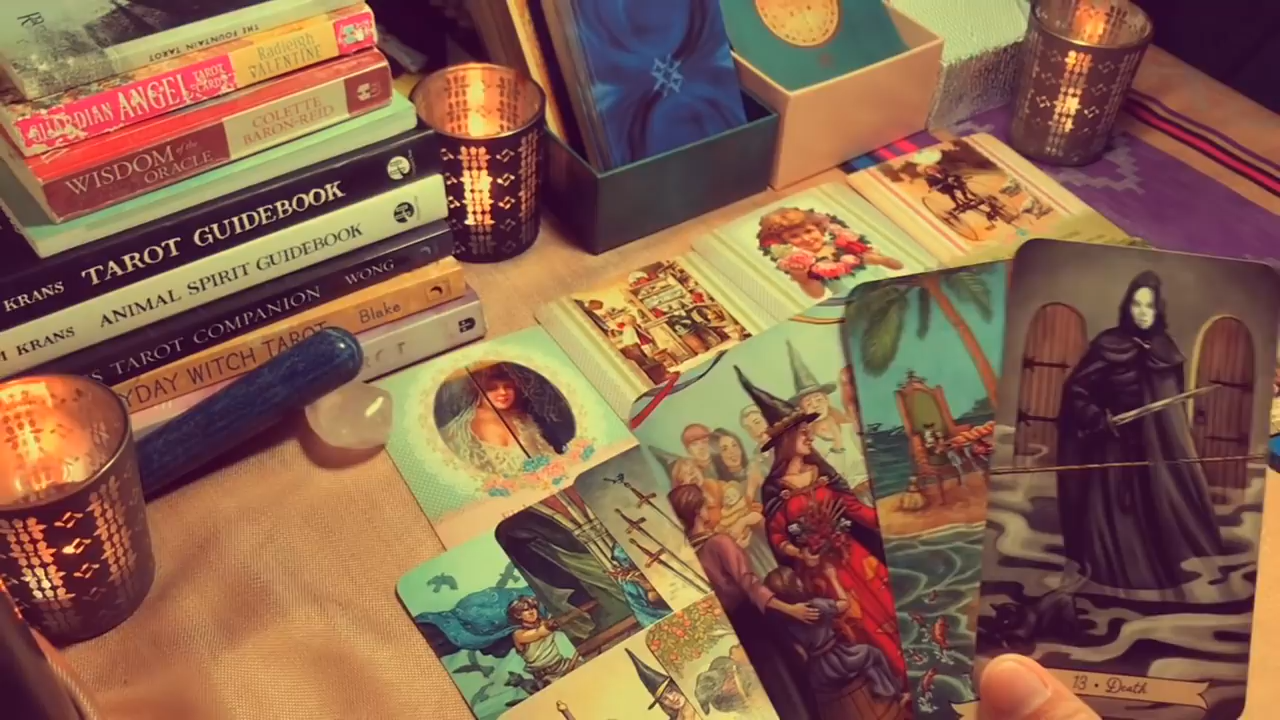 THE FOUNTAIN TAROT
GUARDIAN ANGEL TAROT CARDS
Radleigh VALENTINE
WISDOM of the ORACLE
COLETTE BARON-REID
KRANS TAROT GUIDEBOOK
KRANS ANIMAL SPIRIT GUIDEBOOK
TAROT COMPANION WONG
YDAY WITCH TAROT Blake
13 • Death